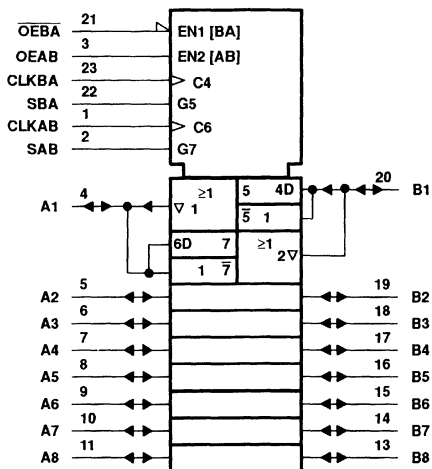 OEBA 21 EN1 [BA]
OEAB 3 EN2 [AB]
CLKBA 23 C4
SBA 22 G5
CLKAB 1 C6
SAB 2 G7
A1 4 ≥1 5 4D 20 B1
▽ 1 5 1
6D 7 ≥1
2▽
1 7
A2 5 19 B2
A3 6 18 B3
A4 7 17 B4
A5 8 16 B5
A6 9 15 B6
A7 10 14 B7
A8 11 13 B8